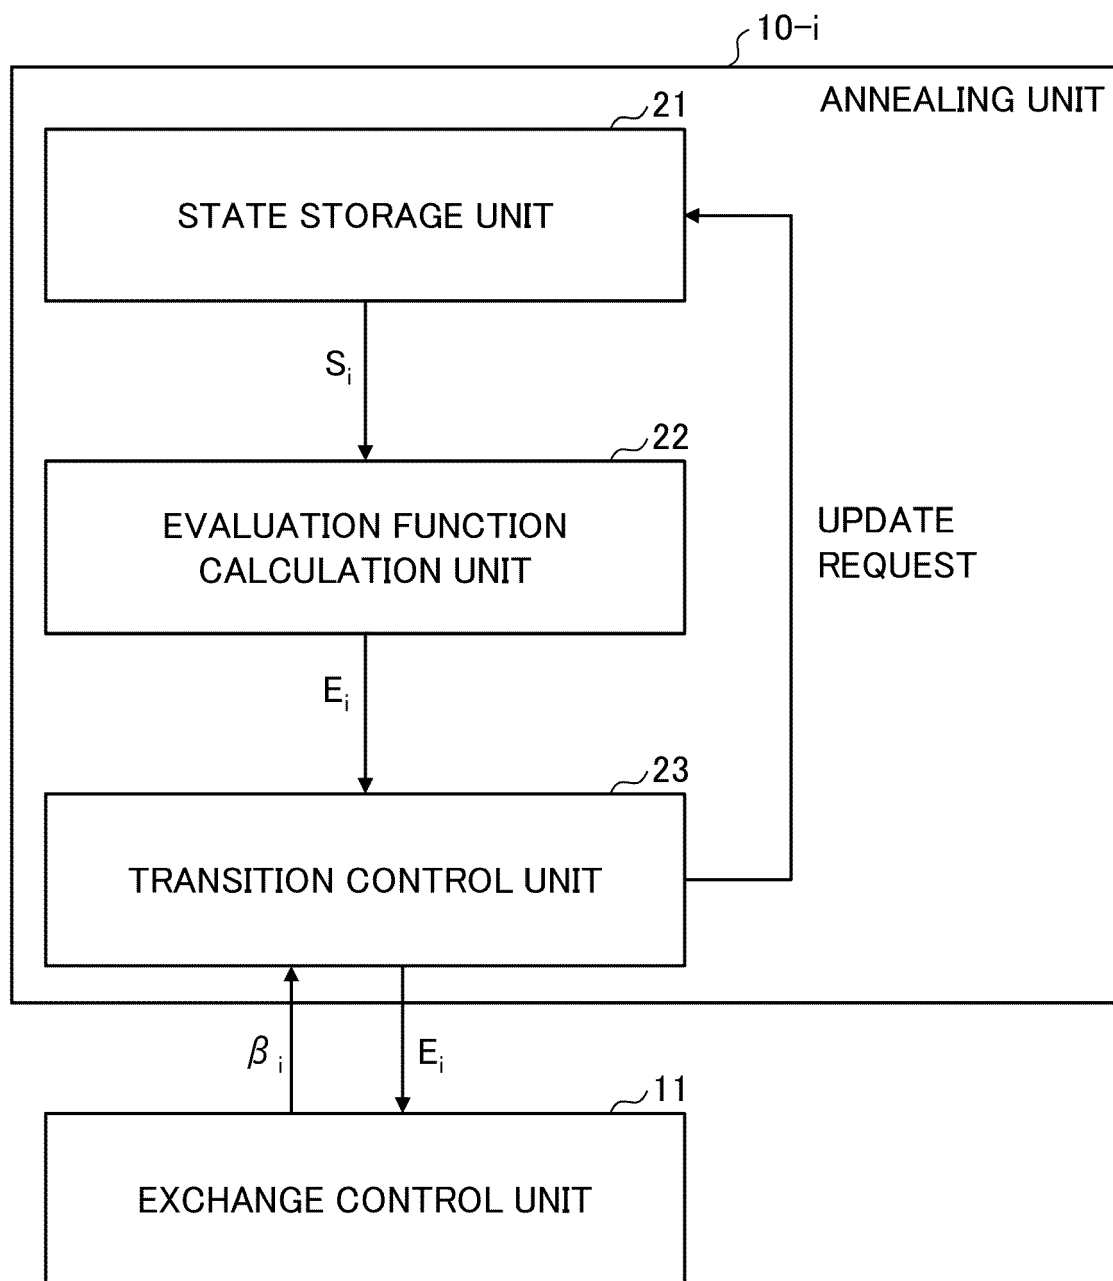 10-i
ANNEALING UNIT
21
STATE STORAGE UNIT
Si
22
EVALUATION FUNCTION
CALCULATION UNIT
UPDATE
REQUEST
Ei
23
TRANSITION CONTROL UNIT
βi
Ei
11
EXCHANGE CONTROL UNIT